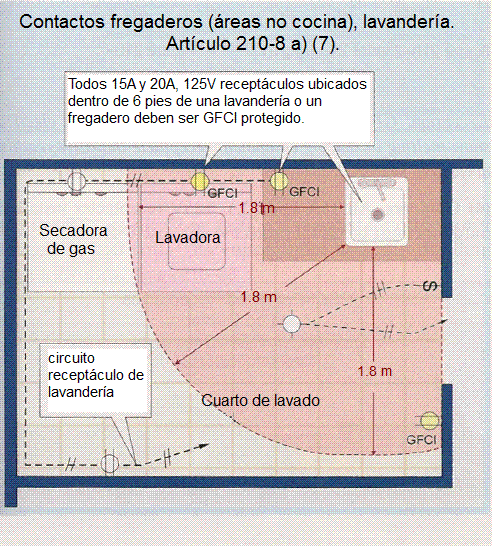 Contactos fregaderos (áreas no cocina), lavandería.
Artículo 210-8 a) (7).
Todos 15A y 20A, 125V receptáculos ubicados
dentro de 6 pies de una lavandería o un
fregadero deben ser GFCI protegido.
GFCI
GFCI
1.8 m
Secadora
de gas
Lavadora
1.8 m
S
1.8 m
circuito
receptáculo de
lavandería
Cuarto de lavado
GFCI